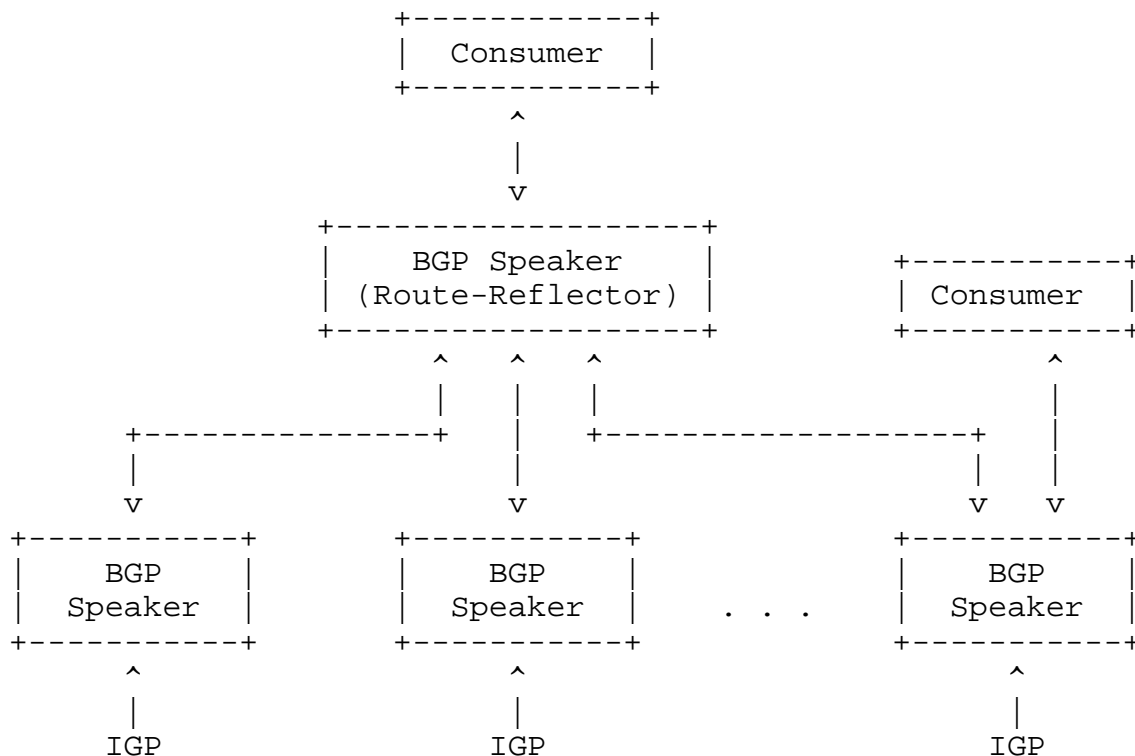 Consumer
BGP Speaker
(Route-Reflector)
Consumer
BGP
Speaker
BGP
Speaker
. . .
BGP
Speaker
IGP
IGP
IGP